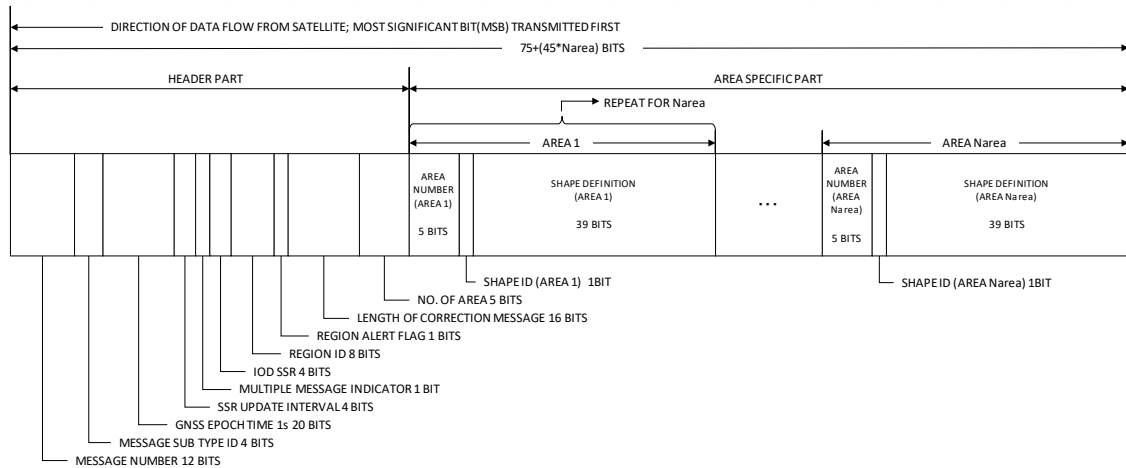 DIRECTION OF DATA FLOW FROM SATELLITE; MOST SIGNIFICANT BIT(MSB) TRANSMITTED FIRST
75+(45*Narea) BITS
HEADER PART
AREA SPECIFIC PART
REPEAT FOR Narea
AREA 1
AREA Narea
AREA
NUMBER
(AREA 1)
5 BITS
SHAPE DEFINITION
(AREA 1)
39 BITS
...
AREA
NUMBER
(AREA
Narea)
5 BITS
SHAPE DEFINITION
(AREA Narea)
39 BITS
SHAPE ID (AREA 1) 1BIT
SHAPE ID (AREA Narea) 1BIT
NO. OF AREA 5 BITS
LENGTH OF CORRECTION MESSAGE 16 BITS
REGION ALERT FLAG 1 BITS
REGION ID 8 BITS
IOD SSR 4 BITS
MULTIPLE MESSAGE INDICATOR 1 BIT
SSR UPDATE INTERVAL 4 BITS
GNSS EPOCH TIME 1s 20 BITS
MESSAGE SUB TYPE ID 4 BITS
MESSAGE NUMBER 12 BITS